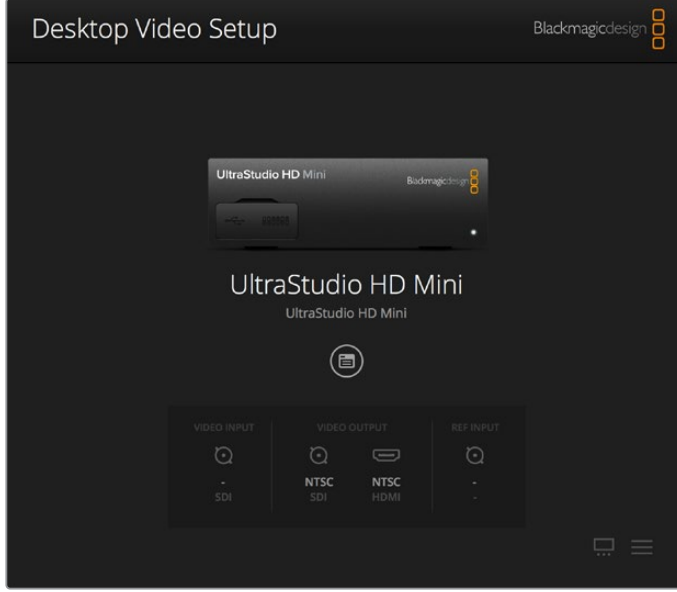 Desktop Video Setup
Blackmagicdesign
UltraStudio HD Mini
Blackmagicdesign
UltraStudio HD Mini
UltraStudio HD Mini
VIDEO INPUT VIDEO OUTPUT REF INPUT
- NTSC NTSC -
SDI SDI HDMI -